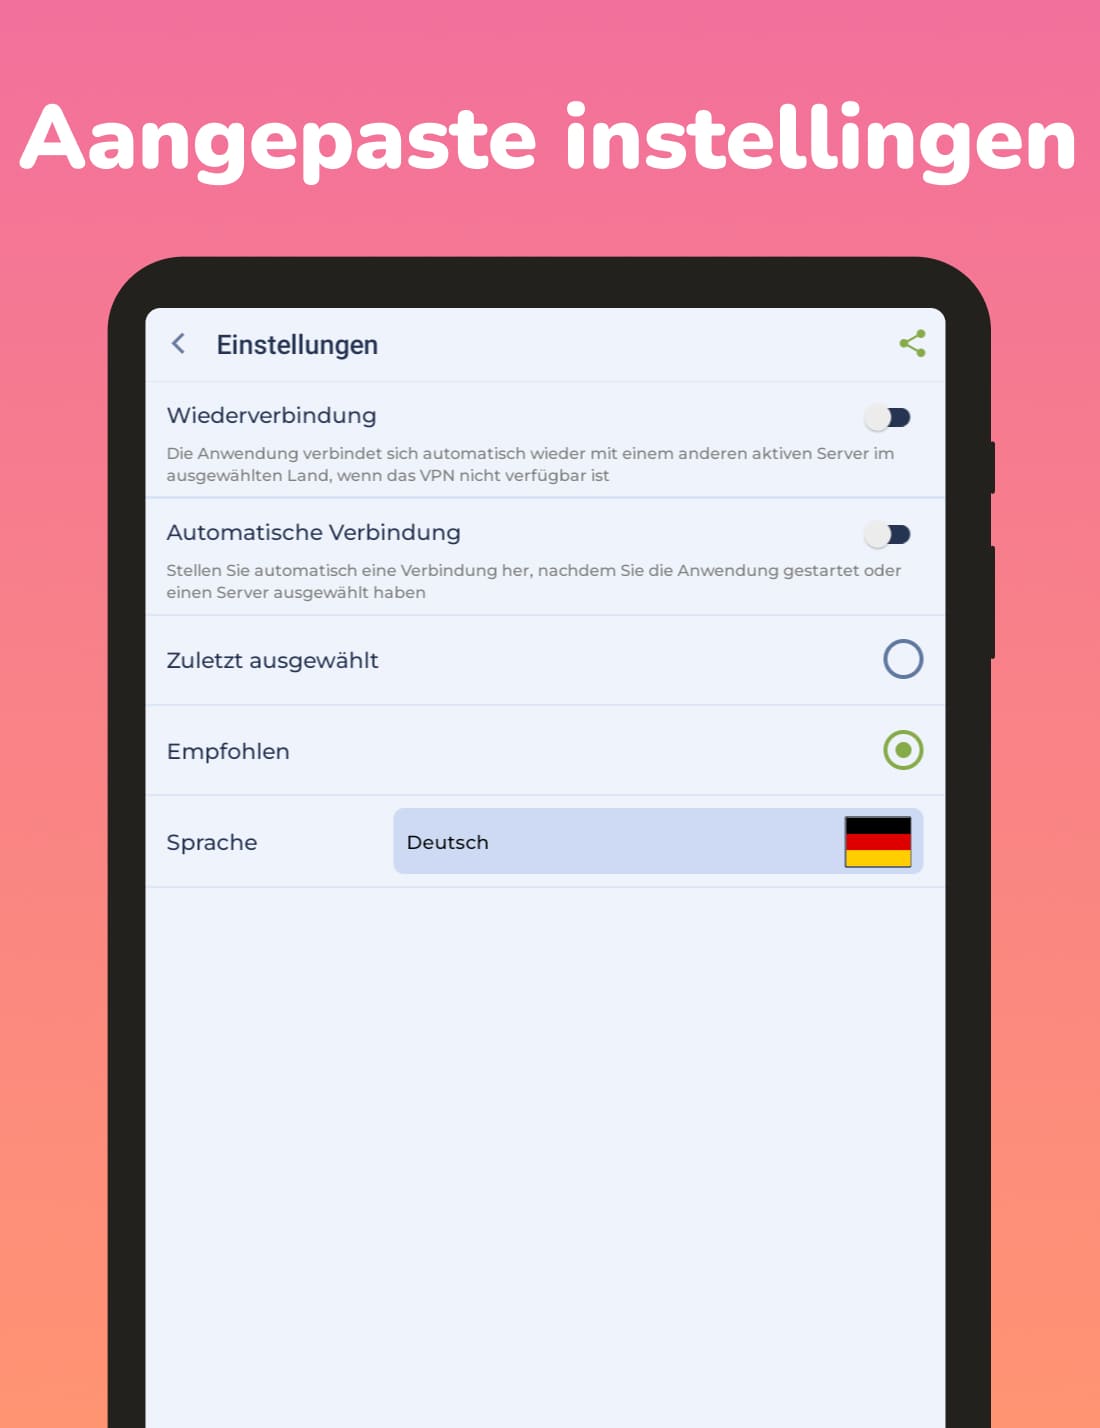 Aangepaste instellingen
Einstellungen
Wiederverbindung
Die Anwendung verbindet sich automatisch wieder mit einem anderen aktiven Server im
ausgewählten Land, wenn das VPN nicht verfügbar ist
Automatische Verbindung
Stellen Sie automatisch eine Verbindung her, nachdem Sie die Anwendung gestartet oder
einen Server ausgewählt haben
Zuletzt ausgewählt
Empfohlen
Sprache
Deutsch